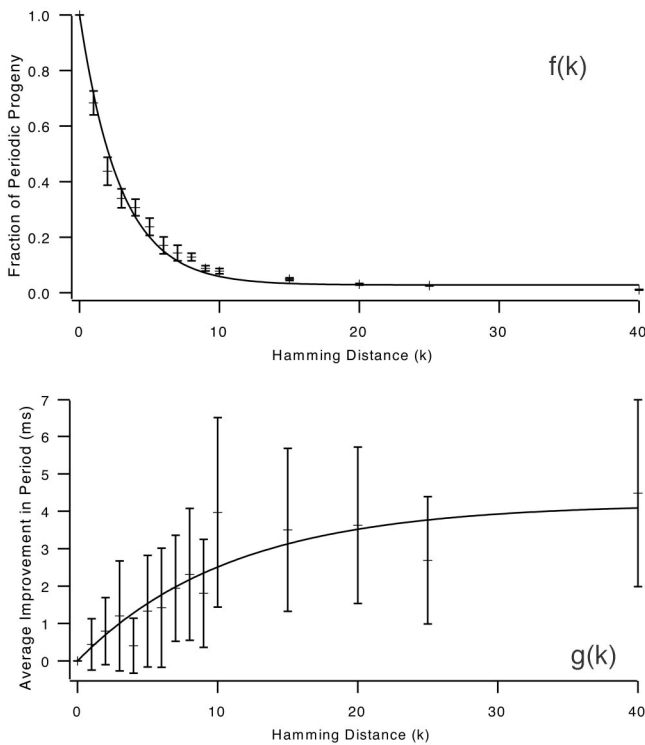 f(k)
Fraction of Periodic Progeny
1.0
0.8
0.6
0.4
0.2
0.0
0 10 20 30 40
Hamming Distance (k)
Average Improvement in Period (ms)
7
6
5
4
3
2
1
0
g(k)
0 10 20 30 40
Hamming Distance (k)